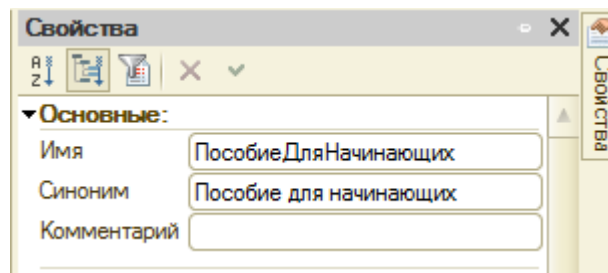 Свойства
Основные:
Имя ПособиеДляНачинающих
Синоним Пособие для начинающих
Комментарий
Свойства